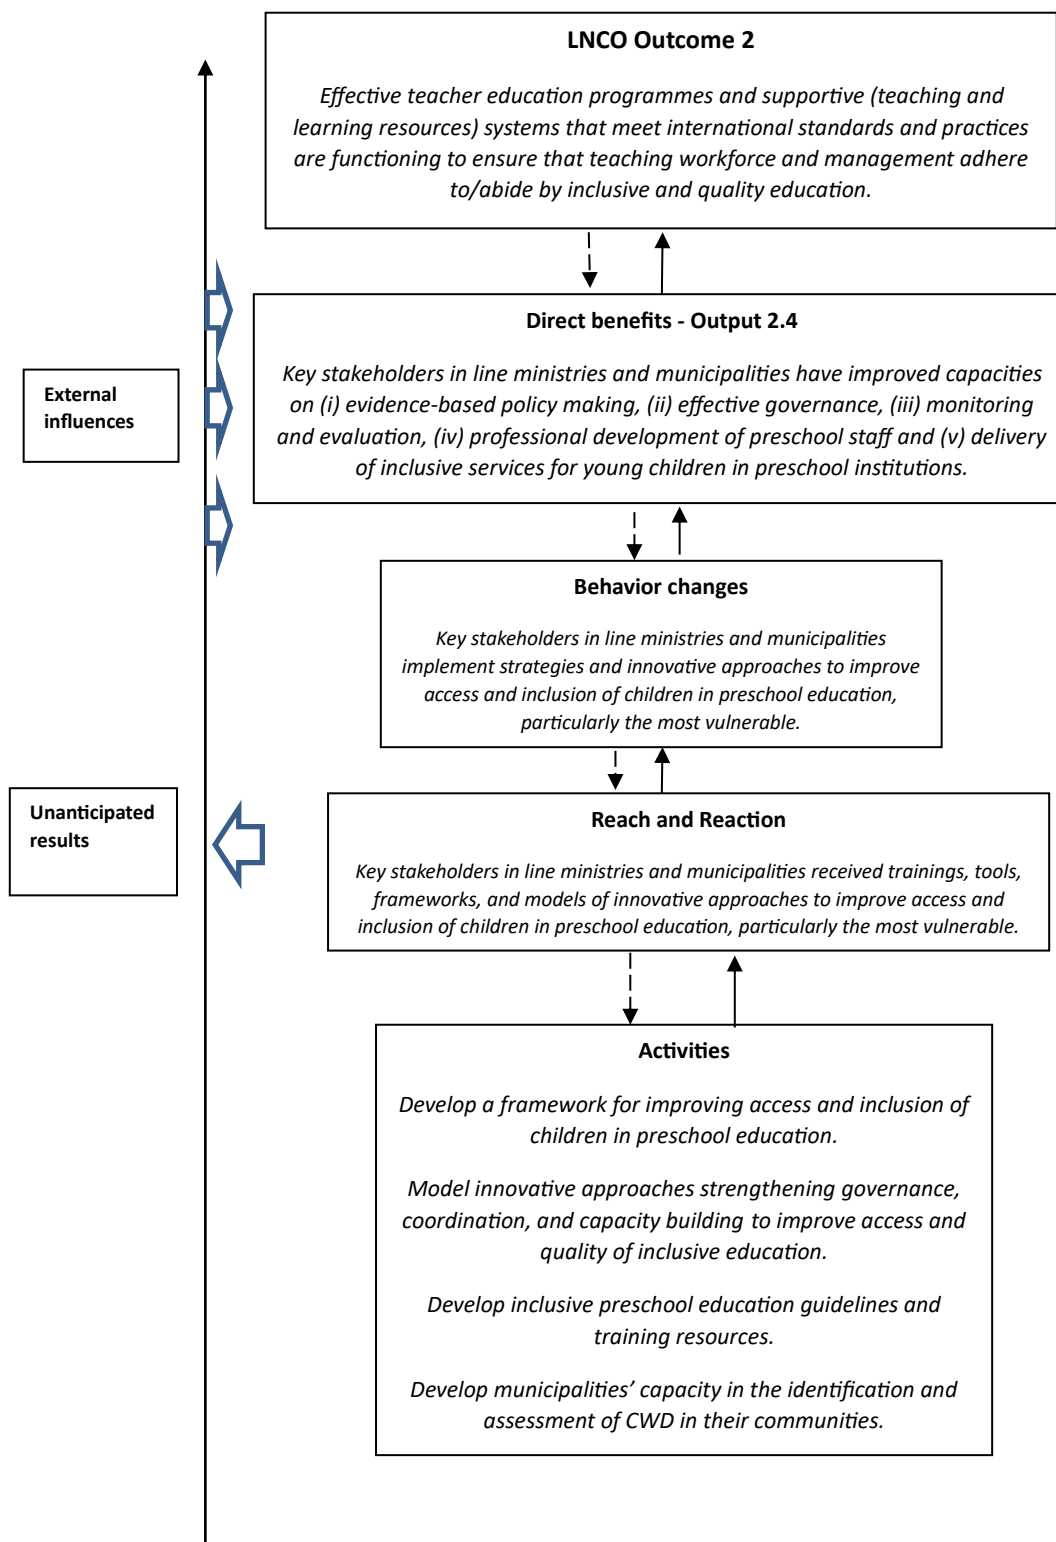 LNCO Outcome 2
Effective teacher education programmes and supportive (teaching and
learning resources) systems that meet international standards and practices
are functioning to ensure that teaching workforce and management adhere
to/abide by inclusive and quality education.
Direct benefits - Output 2.4
Key stakeholders in line ministries and municipalities have improved capacities
on (i) evidence-based policy making, (ii) effective governance, (iii) monitoring
and evaluation, (iv) professional development of preschool staff and (v) delivery
of inclusive services for young children in preschool institutions.
External
influences
Behavior changes
Key stakeholders in line ministries and municipalities
implement strategies and innovative approaches to improve
access and inclusion of children in preschool education,
particularly the most vulnerable.
Unanticipated
results
Reach and Reaction
Key stakeholders in line ministries and municipalities received trainings, tools,
frameworks, and models of innovative approaches to improve access and
inclusion of children in preschool education, particularly the most vulnerable.
Activities
Develop a framework for improving access and inclusion of
children in preschool education.
Model innovative approaches strengthening governance,
coordination, and capacity building to improve access and
quality of inclusive education.
Develop inclusive preschool education guidelines and
training resources.
Develop municipalities’ capacity in the identification and
assessment of CWD in their communities.